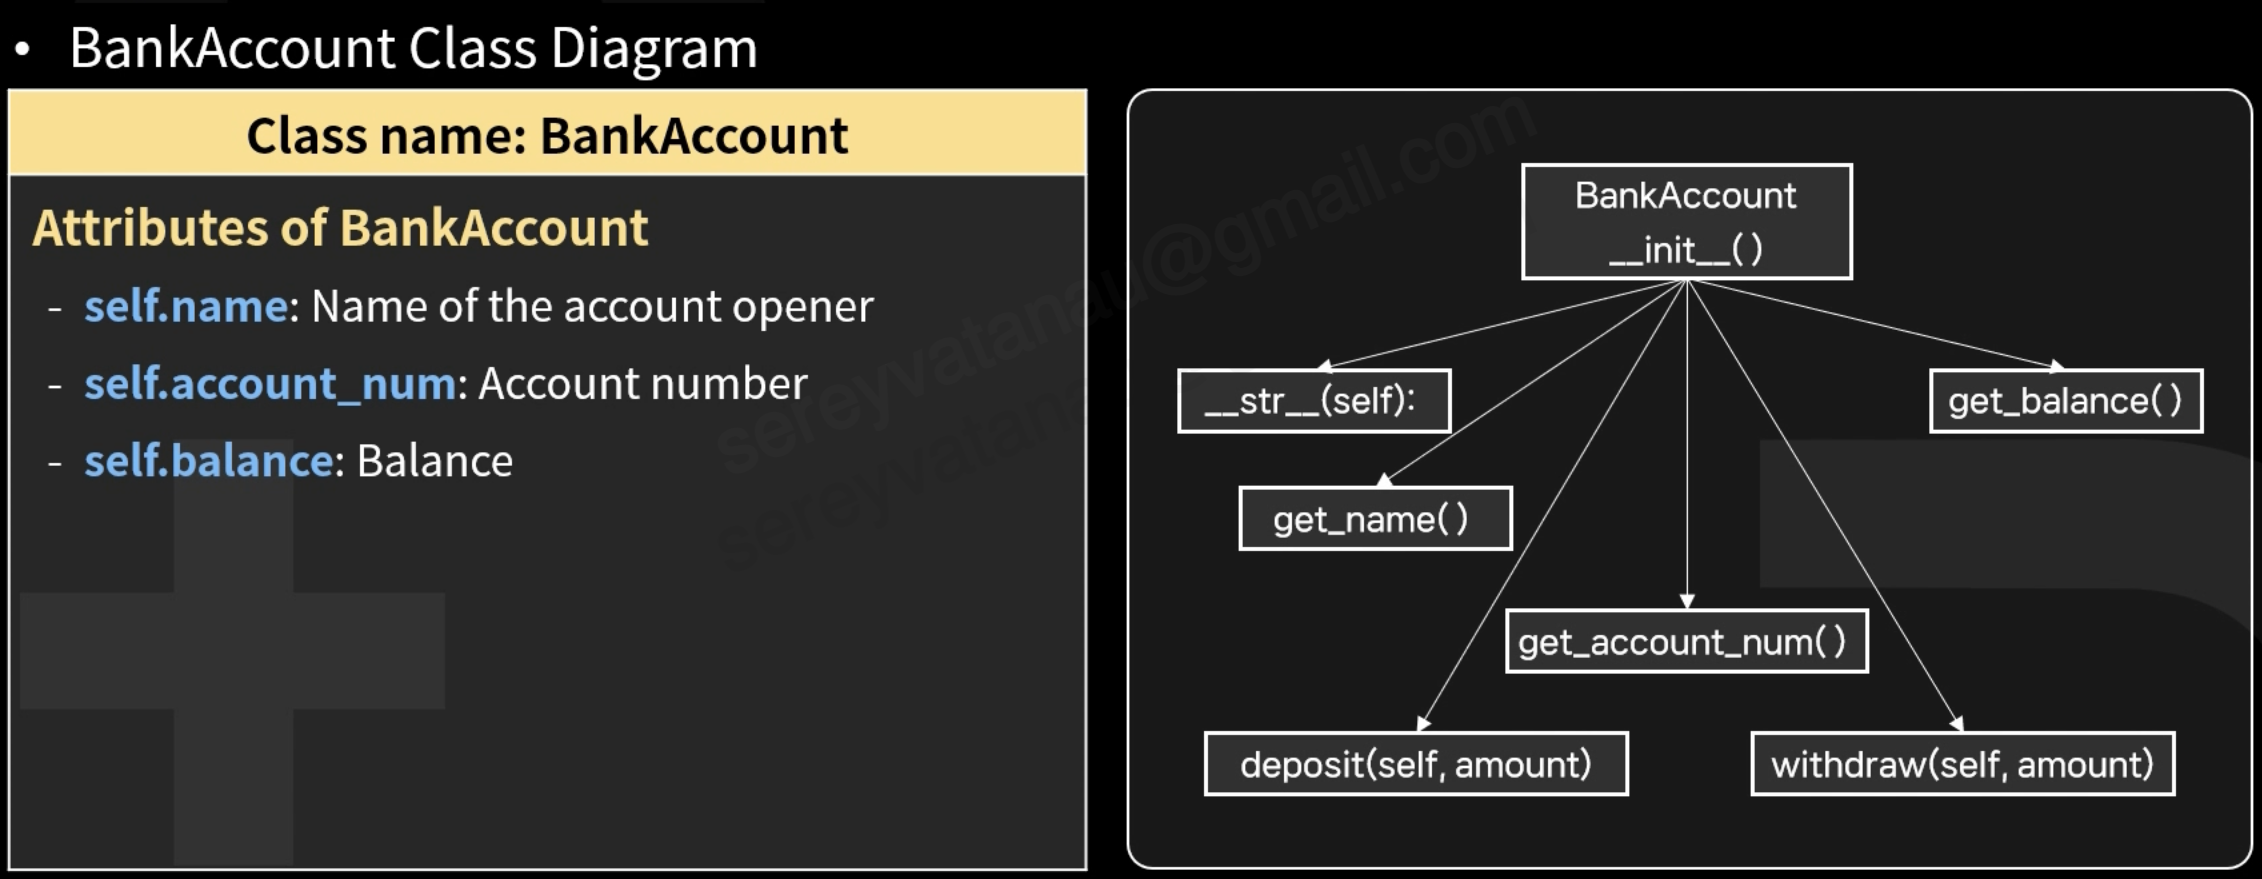 • BankAccount Class Diagram
Class name: BankAccount
Attributes of BankAccount
- self.name: Name of the account opener
- self.account_num: Account number
- self.balance: Balance
BankAccount
__init__()
__str__(self):
get_balance()
get_name()
get_account_num()
deposit(self, amount)
withdraw(self, amount)
sereyvatanau@gmail.com
sereyvatana